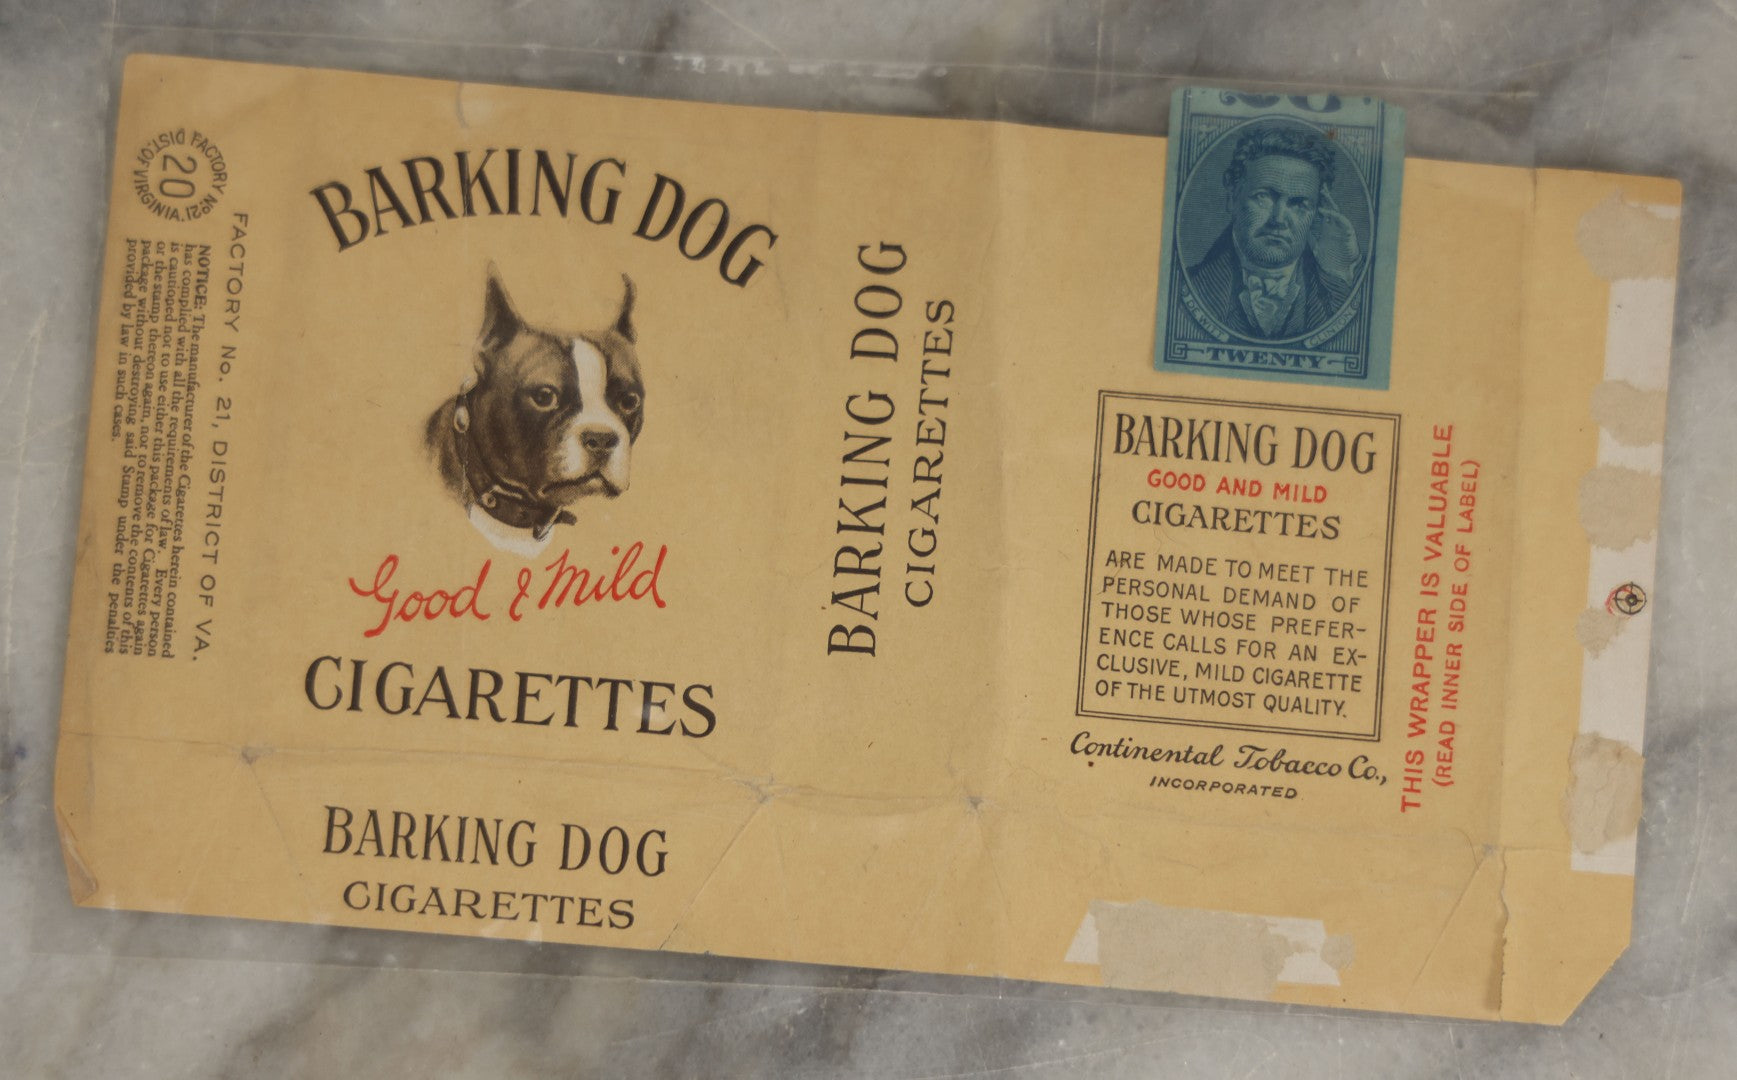 DIST. OF VIRGINIA. FACTORY No. 21
20
FACTORY No. 21, DISTRICT OF VA.
NOTICE: The manufacturer of the Cigarettes herein contained
has complied with all the requirements of law. Every person
is cautioned not to use either this package for Cigarettes again
or the stamp thereon again, nor to remove the contents of this
package without destroying said Stamp under the penalties
provided by law in such cases.
BARKING DOG
Good & Mild
CIGARETTES
BARKING DOG
CIGARETTES
BARKING DOG
CIGARETTES
DE WITT CLINTON
TWENTY
BARKING DOG
GOOD AND MILD
CIGARETTES
ARE MADE TO MEET THE
PERSONAL DEMAND OF
THOSE WHOSE PREFER-
ENCE CALLS FOR AN EX-
CLUSIVE, MILD CIGARETTE
OF THE UTMOST QUALITY.
Continental Tobacco Co.,
INCORPORATED
THIS WRAPPER IS VALUABLE
(READ INNER SIDE OF LABEL)